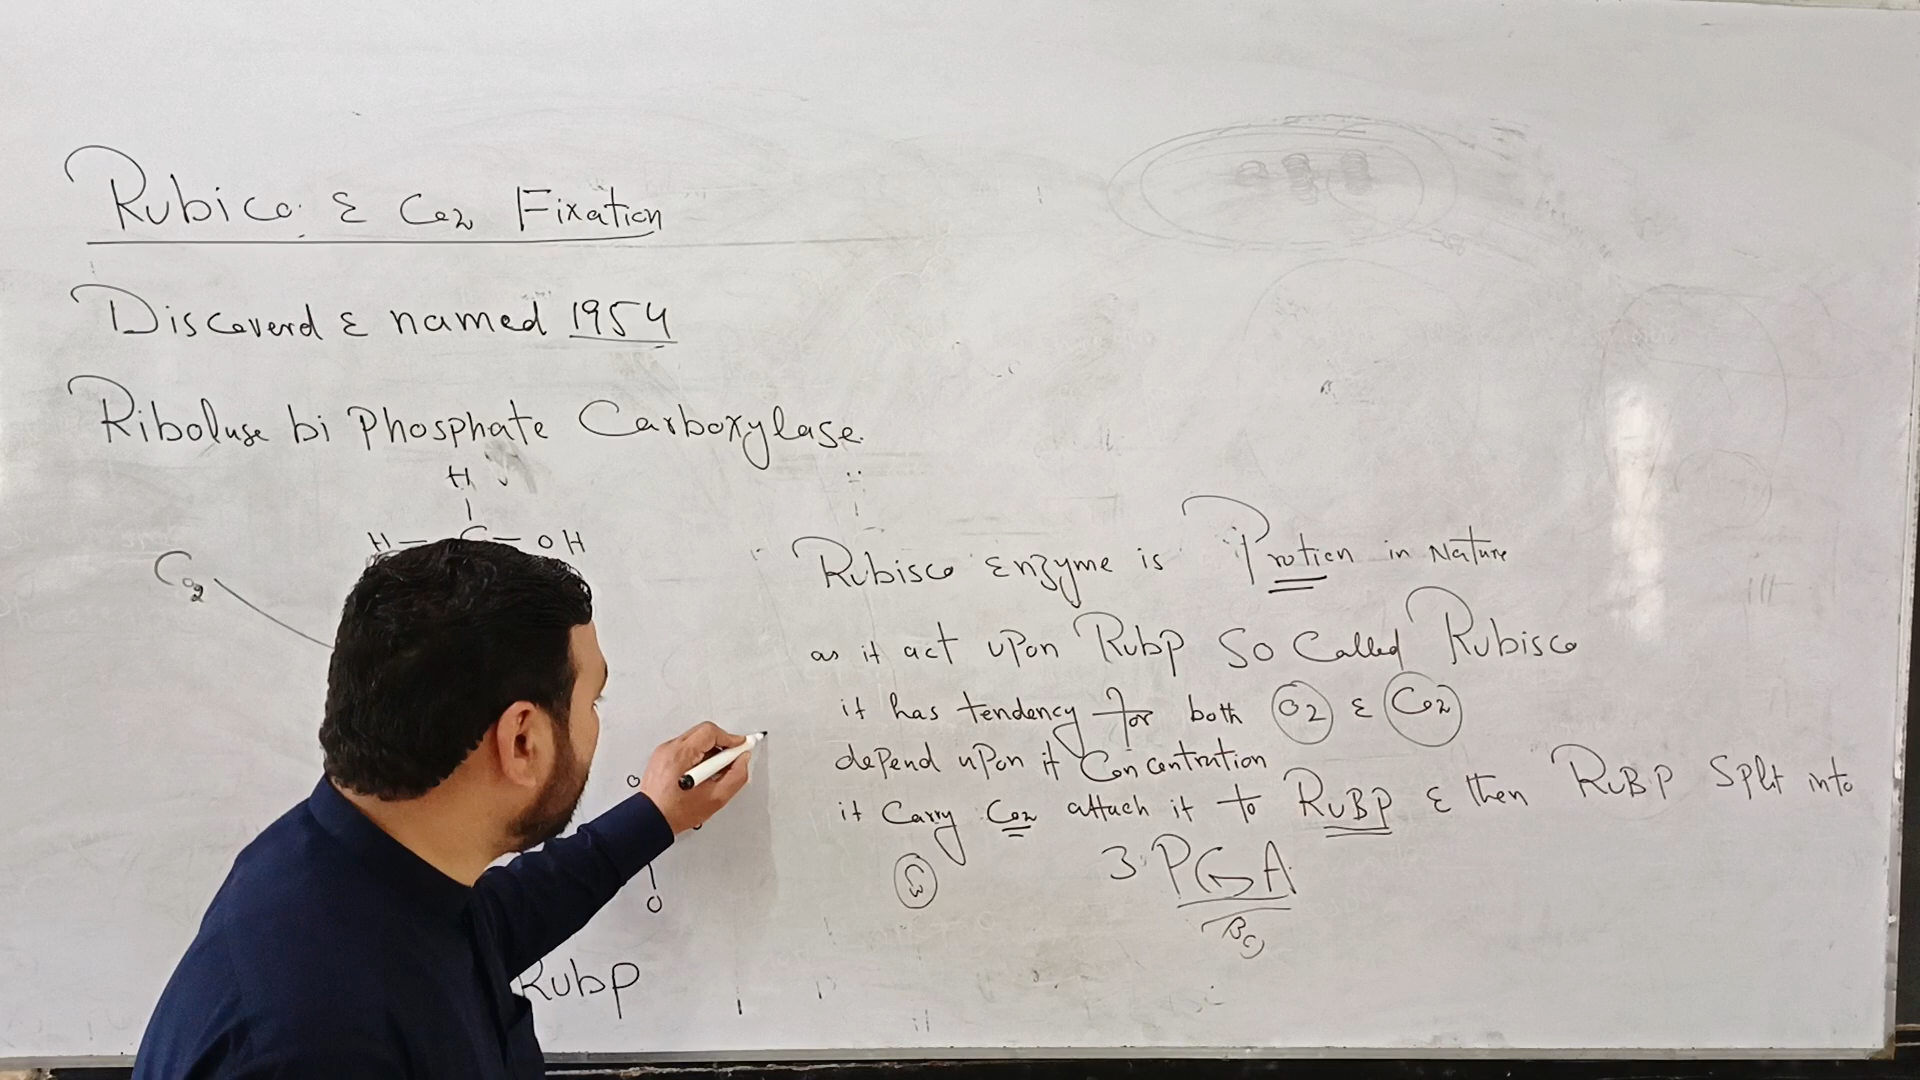 Rubico & Co2 Fixation
Discoverd & named 1954
Riboluse bi Phosphate Carboxylase
H
H - C - OH
Co2
O
O
Rubp
Rubisco Enzyme is Protien in Nature
as it act upon Rubp So Called Rubisco
it has tendency for both O2 & Co2
depend upon it Concentration
it Carry Co2 attach it to RuBP & then RuBP Split into
3 PGA
3C